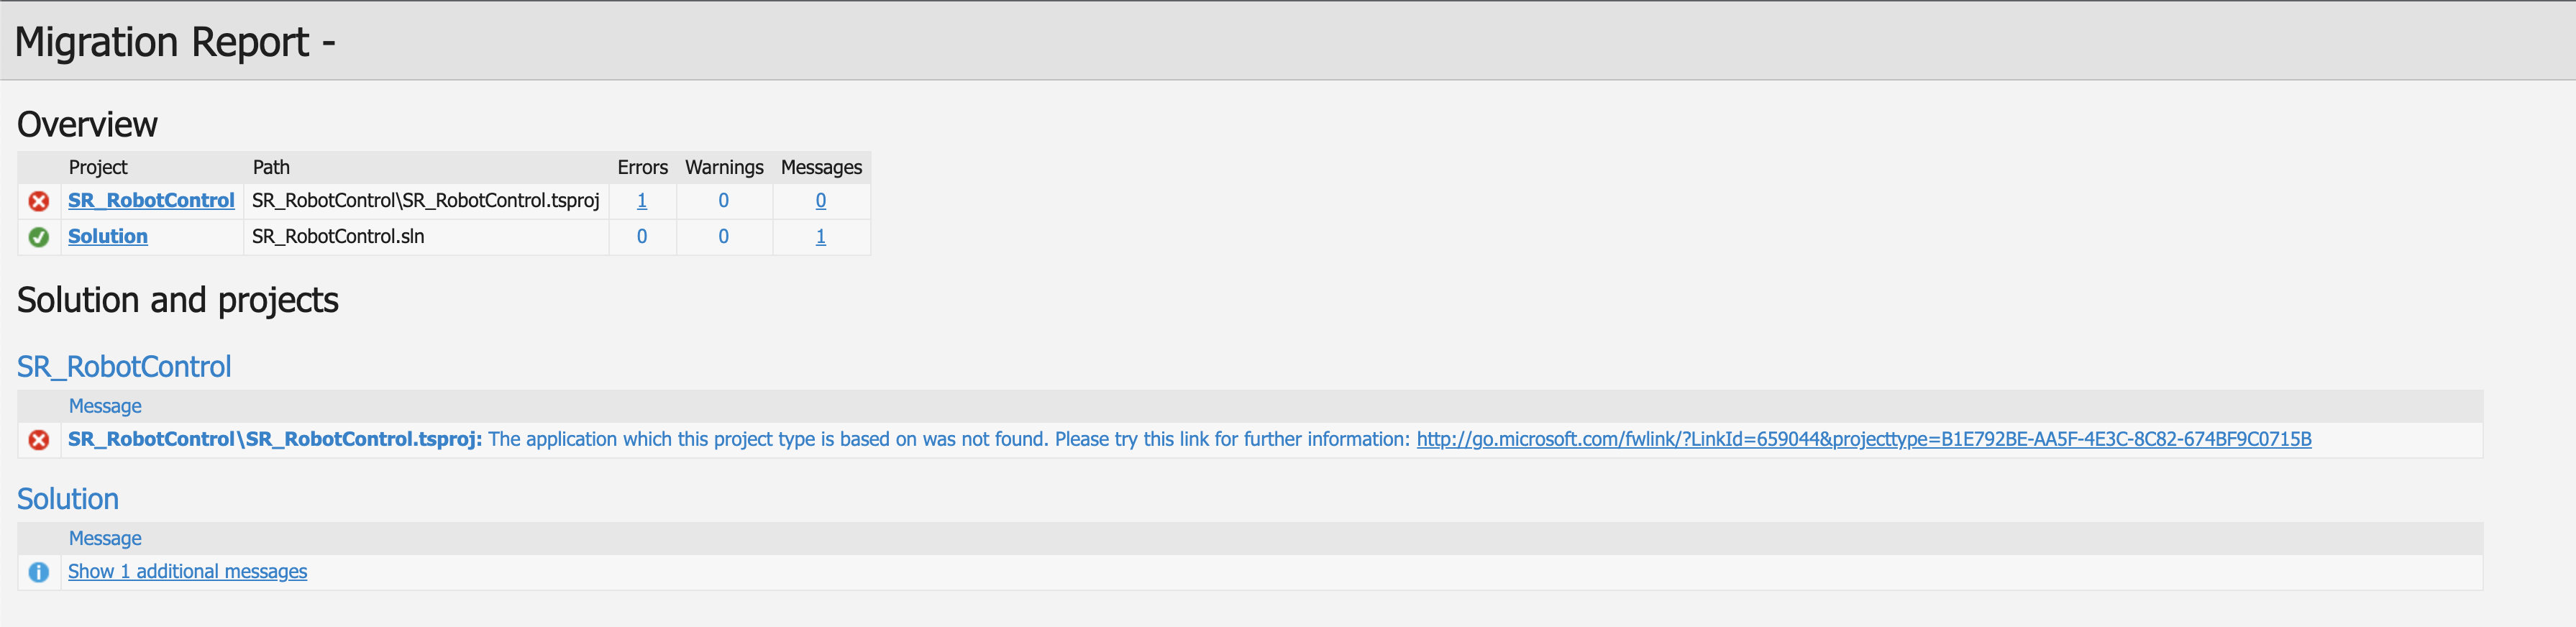 Migration Report -
Overview
Project Path Errors Warnings Messages
SR_RobotControl SR_RobotControl\SR_RobotControl.tsproj 1 0 0
Solution SR_RobotControl.sln 0 0 1
Solution and projects
SR_RobotControl
Message
SR_RobotControl\SR_RobotControl.tsproj: The application which this project type is based on was not found. Please try this link for further information: http://go.microsoft.com/fwlink/?LinkId=659044&projecttype=B1E792BE-AA5F-4E3C-8C82-674BF9C0715B
Solution
Message
Show 1 additional messages